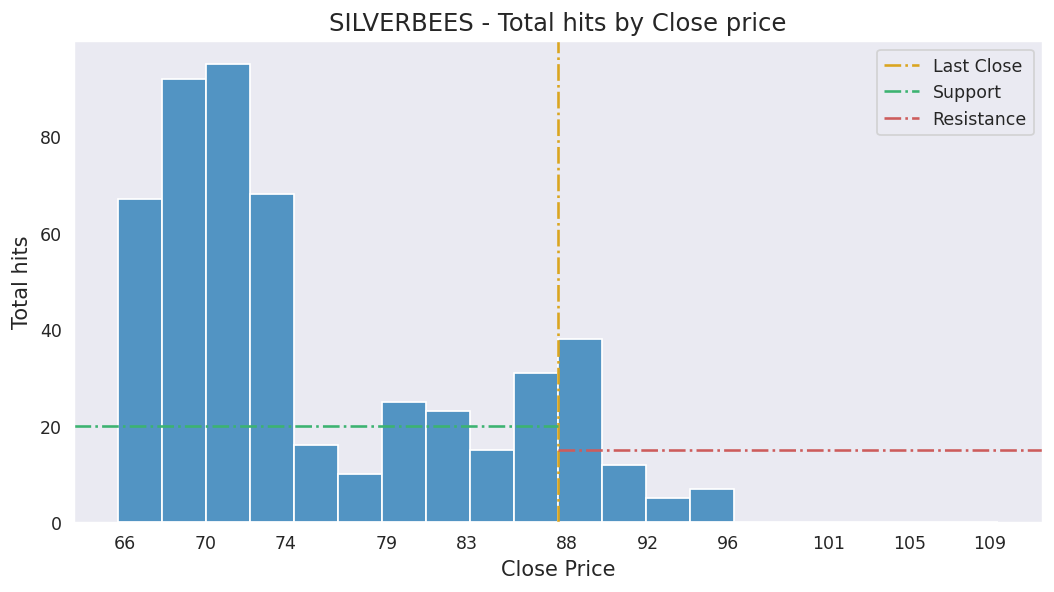 SILVERBEES - Total hits by Close price
Last Close
Support
Resistance
Total hits
80
60
40
20
0
66 70 74 79 83 88 92 96 101 105 109
Close Price